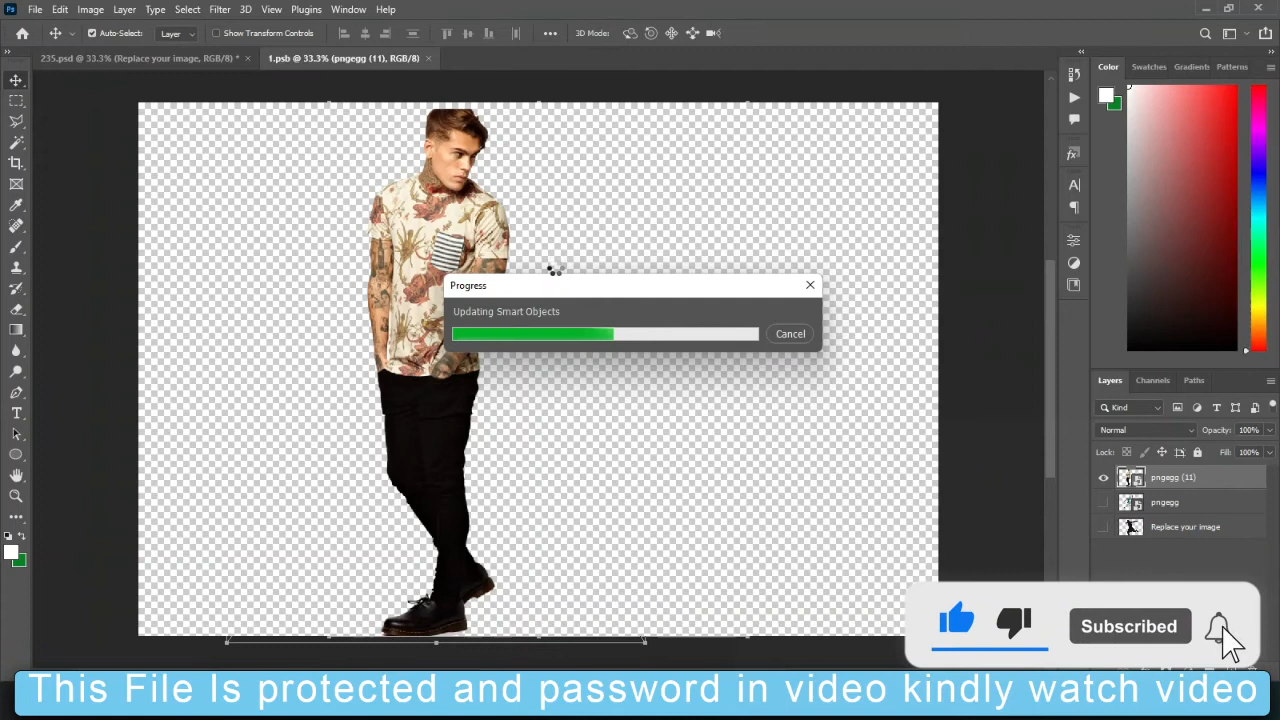 Ps File Edit Image Layer Type Select Filter 3D View Plugins Window Help
Auto-Select: Layer Show Transform Controls 3D Mode:
235.psd @ 33.3% (Replace your image, RGB/8) * × 1.psb @ 33.3% (pngegg (11), RGB/8) ×
Color Swatches Gradients Patterns
Progress
Updating Smart Objects
Cancel
Layers Channels Paths
Kind
Normal Opacity: 100%
Lock: Fill: 100%
pngegg (11)
pngegg
Replace your image
Subscribed
This File Is protected and password in video kindly watch video